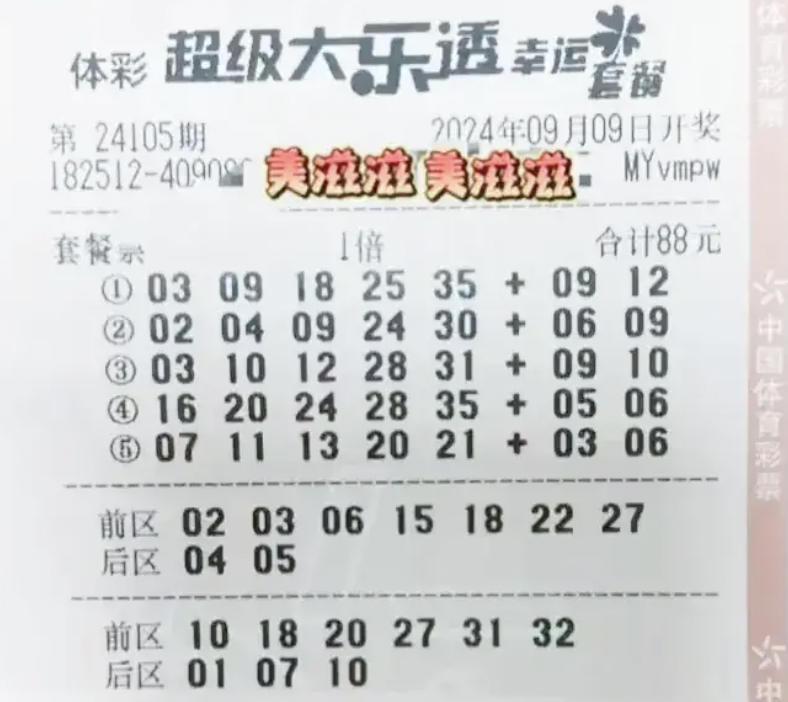 体彩 超级大乐透 幸运套餐
第 24105期 2024年09月09日开奖
182512-40908 美滋滋 美滋滋 MYvmpw
套餐票 1倍 合计88元
① 03 09 18 25 35 + 09 12
② 02 04 09 24 30 + 06 09
③ 03 10 12 28 31 + 09 10
④ 16 20 24 28 35 + 05 06
⑤ 07 11 13 20 21 + 03 06
前区 02 03 06 15 18 22 27
后区 04 05
前区 10 18 20 27 31 32
后区 01 07 10
体育彩票
中国体育彩票
中